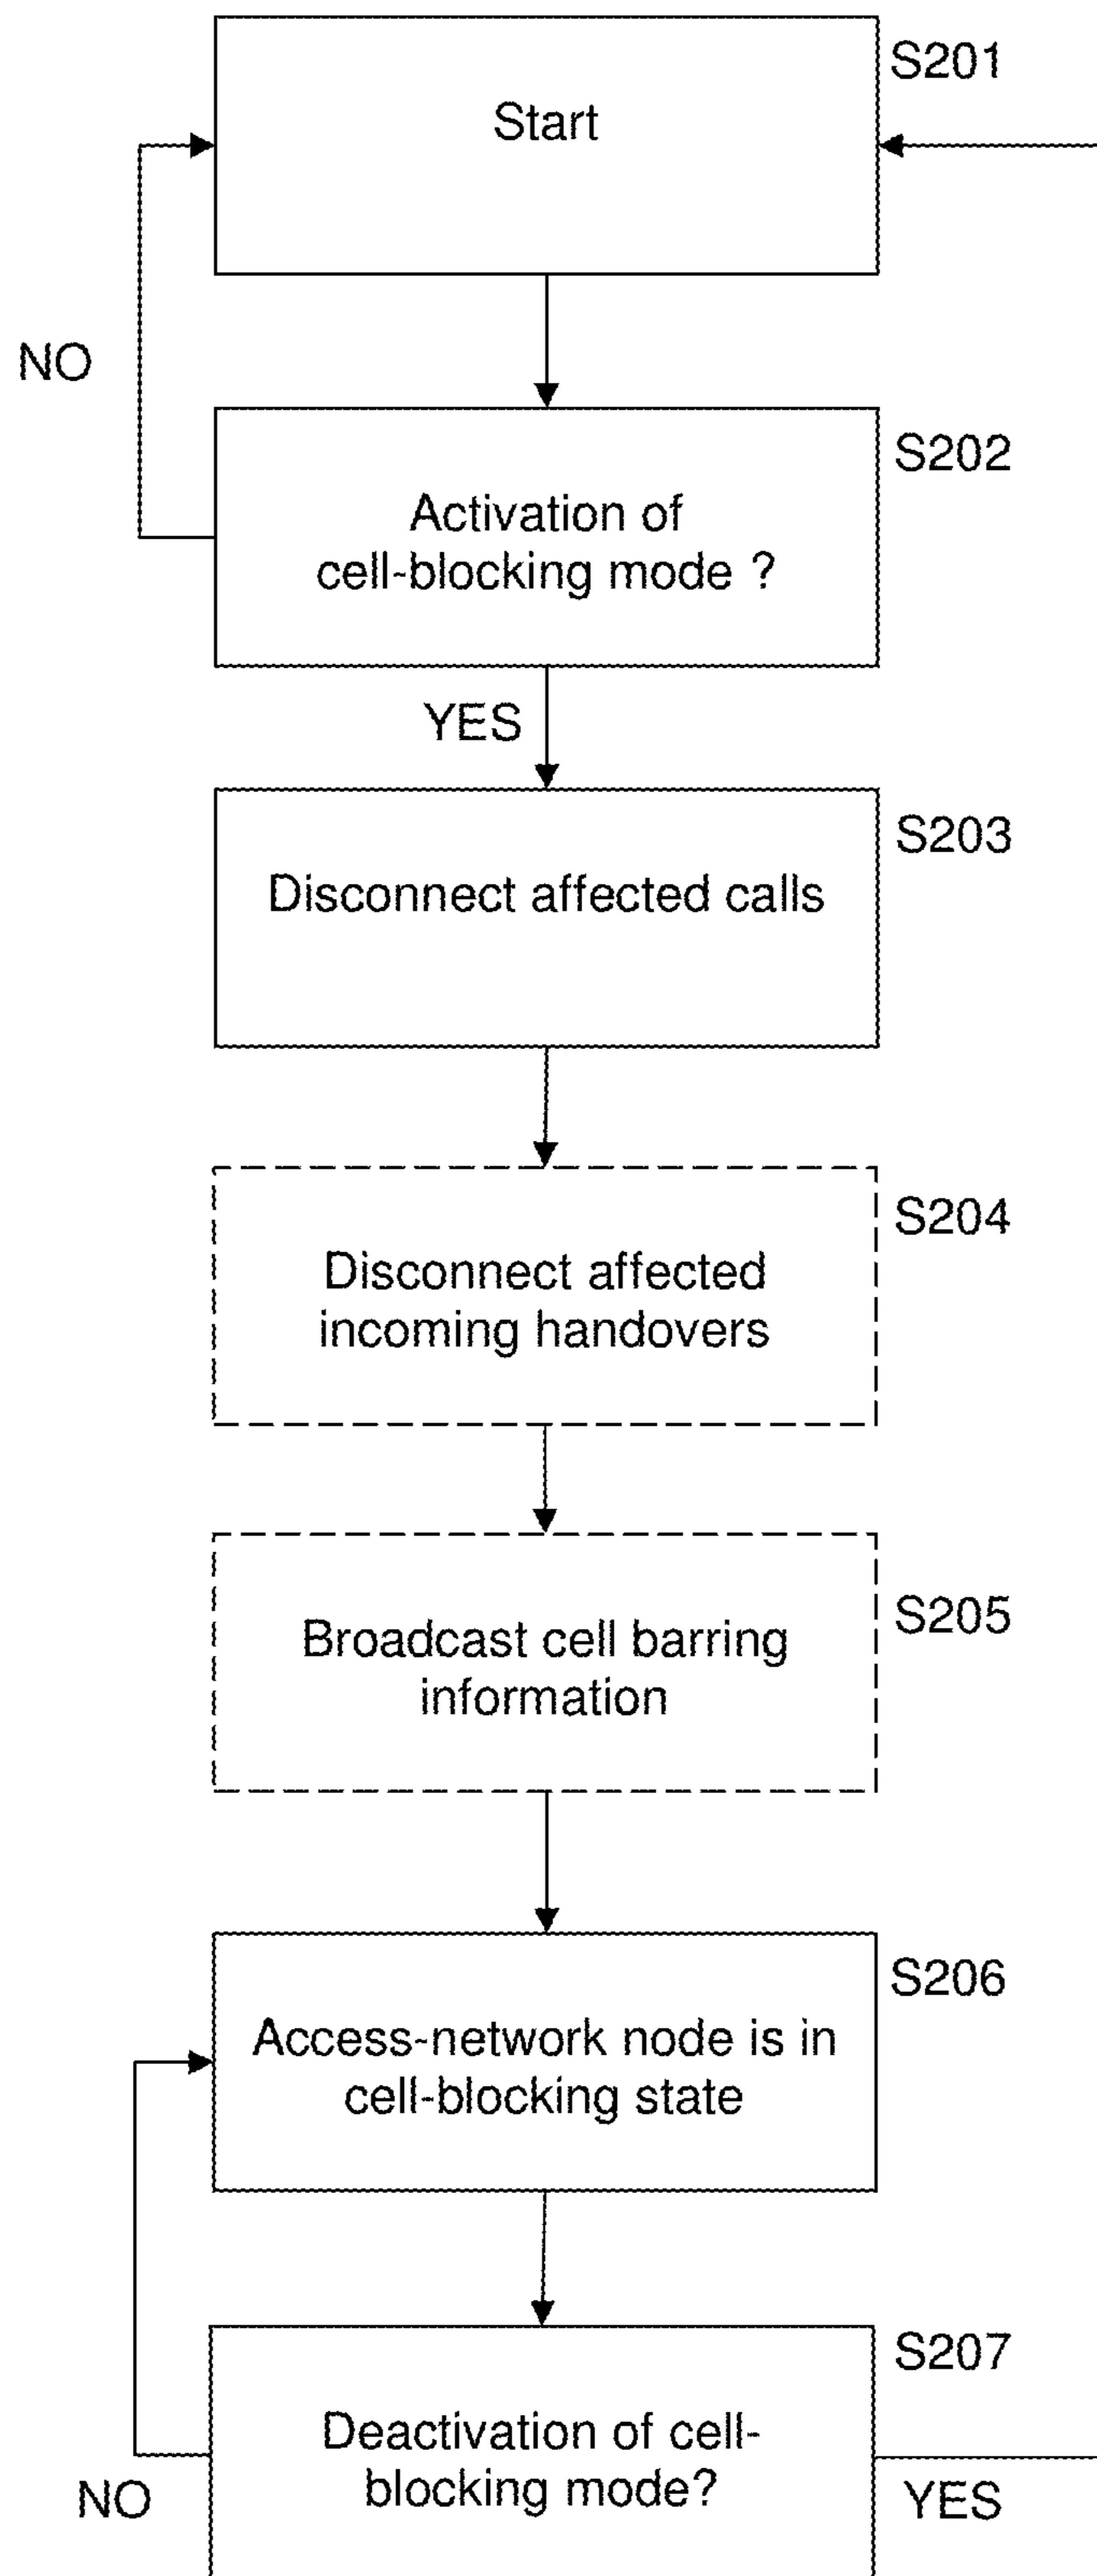 S201
Start
NO
S202
Activation of
cell-blocking mode ?
YES
S203
Disconnect affected calls
S204
Disconnect affected
incoming handovers
S205
Broadcast cell barring
information
S206
Access-network node is in
cell-blocking state
S207
Deactivation of cell-
blocking mode?
NO
YES